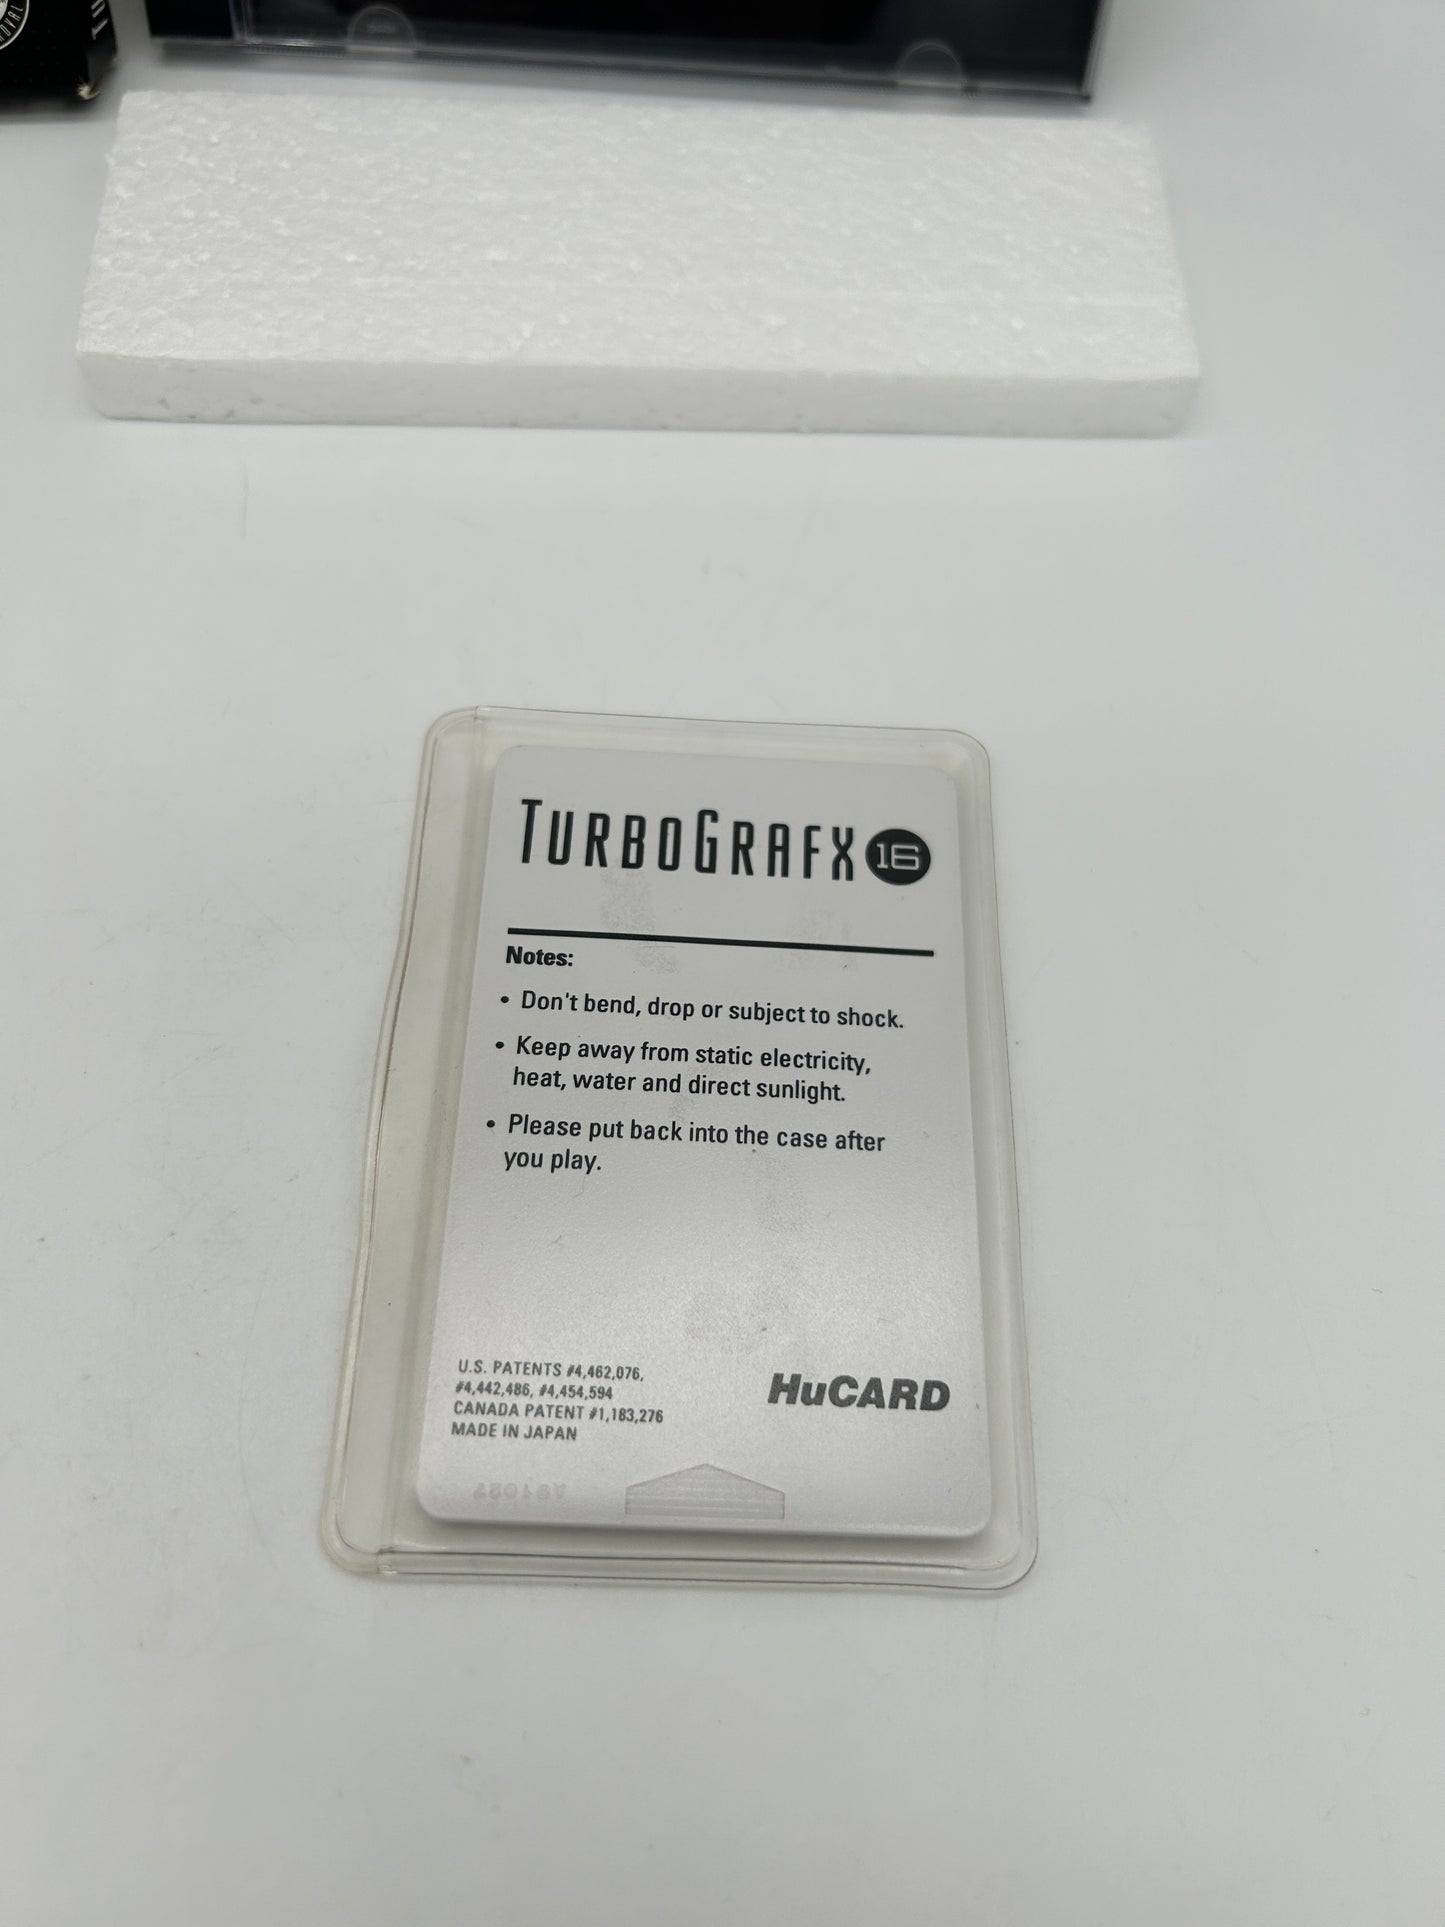 TURBOGRAFX 16
Notes:
• Don't bend, drop or subject to shock.
• Keep away from static electricity,
heat, water and direct sunlight.
• Please put back into the case after
you play.
U.S. PATENTS #4,462,076,
#4,442,486, #4,454,594
CANADA PATENT #1,183,276
MADE IN JAPAN
HuCARD